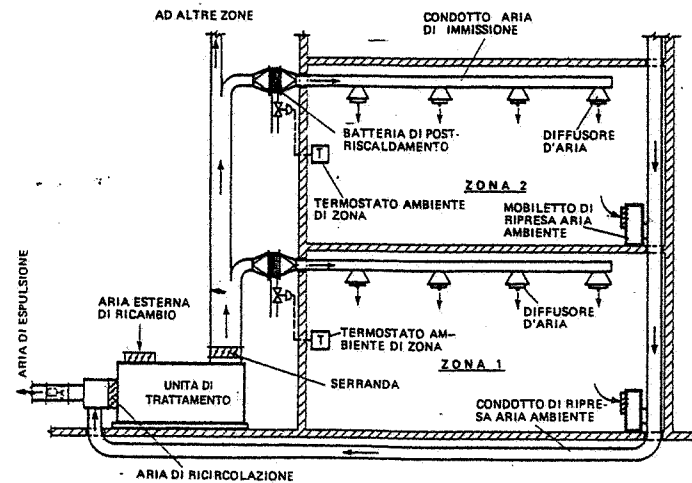 AD ALTRE ZONE
CONDOTTO ARIA
DI IMMISSIONE
BATTERIA DI POST-
RISCALDAMENTO
DIFFUSORE
D'ARIA
T
TERMOSTATO AMBIENTE
DI ZONA
ZONA 2
MOBILETTO DI
RIPRESA ARIA
AMBIENTE
ARIA DI ESPULSIONE
ARIA ESTERNA
DI RICAMBIO
DIFFUSORE
D'ARIA
T
TERMOSTATO AM-
BIENTE DI ZONA
ZONA 1
UNITA DI
TRATTAMENTO
SERRANDA
CONDOTTO DI RIPRE-
SA ARIA AMBIENTE
ARIA DI RICIRCOLAZIONE